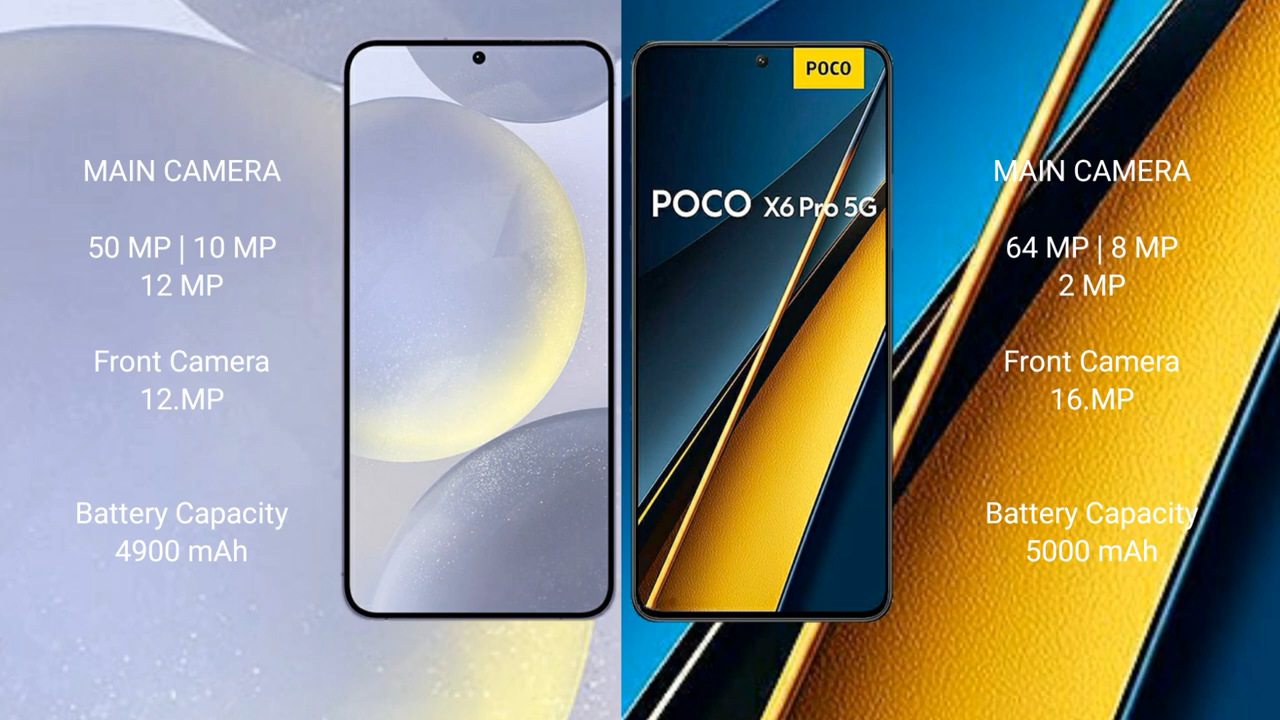 MAIN CAMERA
50 MP | 10 MP
12 MP
Front Camera
12.MP
Battery Capacity
4900 mAh
POCO
POCO X6 Pro 5G
MAIN CAMERA
64 MP | 8 MP
2 MP
Front Camera
16.MP
Battery Capacity
5000 mAh